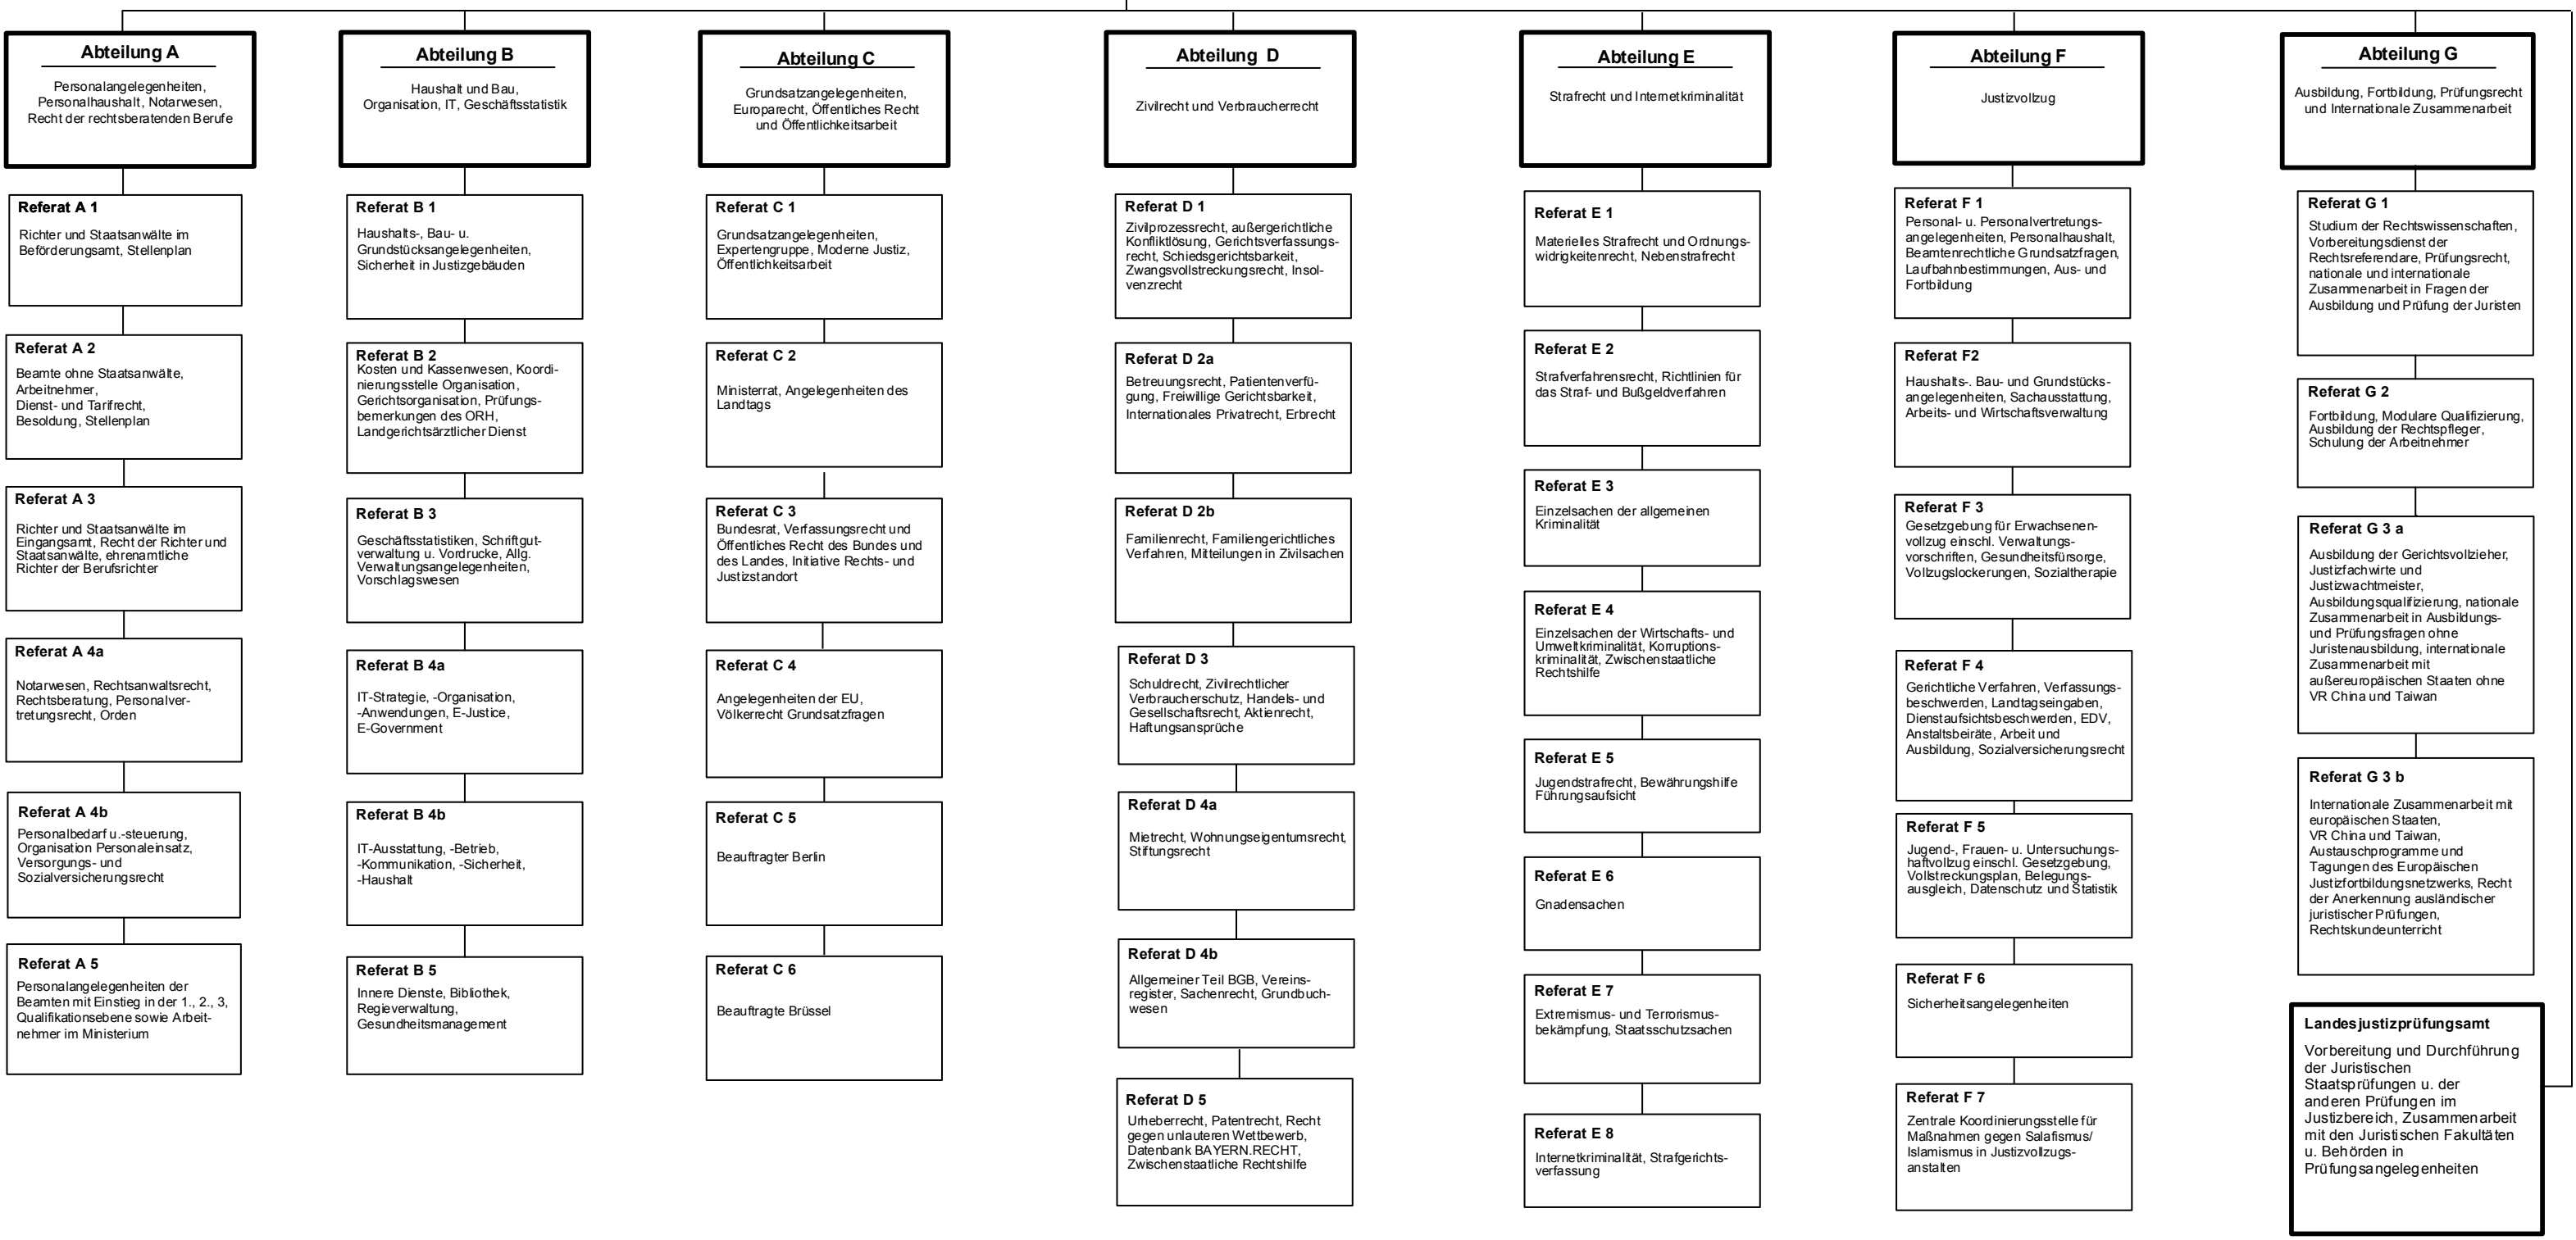 Abteilung A
Personalangelegenheiten,
Personalhaushalt, Notarwesen,
Recht der rechtsberatenden Berufe
Referat A 1
Richter und Staatsanwälte im
Beförderungsamt, Stellenplan
Referat A 2
Beamte ohne Staatsanwälte,
Arbeitnehmer,
Dienst- und Tarifrecht,
Besoldung, Stellenplan
Referat A 3
Richter und Staatsanwälte im
Eingangsamt, Recht der Richter und
Staatsanwälte, ehrenamtliche
Richter der Berufsrichter
Referat A 4a
Notarwesen, Rechtsanwaltsrecht,
Rechtsberatung, Personalver-
tretungsrecht, Orden
Referat A 4b
Personalbedarf u.-steuerung,
Organisation Personaleinsatz,
Versorgungs- und
Sozialversicherungsrecht
Referat A 5
Personalangelegenheiten der
Beamten mit Einstieg in der 1., 2., 3,
Qualifikationsebene sowie Arbeit-
nehmer im Ministerium
Abteilung B
Haushalt und Bau,
Organisation, IT, Geschäftsstatistik
Referat B 1
Haushalts-, Bau- u.
Grundstücksangelegenheiten,
Sicherheit in Justizgebäuden
Referat B 2
Kosten und Kassenwesen, Koordi-
nierungsstelle Organisation,
Gerichtsorganisation, Prüfungs-
bemerkungen des ORH,
Landgerichtsärztlicher Dienst
Referat B 3
Geschäftsstatistiken, Schriftgut-
verwaltung u. Vordrucke, Allg.
Verwaltungsangelegenheiten,
Vorschlagswesen
Referat B 4a
IT-Strategie, -Organisation,
-Anwendungen, E-Justice,
E-Government
Referat B 4b
IT-Ausstattung, -Betrieb,
-Kommunikation, -Sicherheit,
-Haushalt
Referat B 5
Innere Dienste, Bibliothek,
Regieverwaltung,
Gesundheitsmanagement
Abteilung C
Grundsatzangelegenheiten,
Europarecht, Öffentliches Recht
und Öffentlichkeitsarbeit
Referat C 1
Grundsatzangelegenheiten,
Expertengruppe, Moderne Justiz,
Öffentlichkeitsarbeit
Referat C 2
Ministerrat, Angelegenheiten des
Landtags
Referat C 3
Bundesrat, Verfassungsrecht und
Öffentliches Recht des Bundes und
des Landes, Initiative Rechts- und
Justizstandort
Referat C 4
Angelegenheiten der EU,
Völkerrecht Grundsatzfragen
Referat C 5
Beauftragter Berlin
Referat C 6
Beauftragte Brüssel
Abteilung D
Zivilrecht und Verbraucherrecht
Referat D 1
Zivilprozessrecht, außergerichtliche
Konfliktlösung, Gerichtsverfassungs-
recht, Schiedsgerichtsbarkeit,
Zwangsvollstreckungsrecht, Insol-
venzrecht
Referat D 2a
Betreuungsrecht, Patientenverfü-
gung, Freiwillige Gerichtsbarkeit,
Internationales Privatrecht, Erbrecht
Referat D 2b
Familienrecht, Familiengerichtliches
Verfahren, Mitteilungen in Zivilsachen
Referat D 3
Schuldrecht, Zivilrechtlicher
Verbraucherschutz, Handels- und
Gesellschaftsrecht, Aktienrecht,
Haftungsansprüche
Referat D 4a
Mietrecht, Wohnungseigentumsrecht,
Stiftungsrecht
Referat D 4b
Allgemeiner Teil BGB, Vereins-
register, Sachenrecht, Grundbuch-
wesen
Referat D 5
Urheberrecht, Patentrecht, Recht
gegen unlauteren Wettbewerb,
Datenbank BAYERN.RECHT,
Zwischenstaatliche Rechtshilfe
Abteilung E
Strafrecht und Internetkriminalität
Referat E 1
Materielles Strafrecht und Ordnungs-
widrigkeitenrecht, Nebenstrafrecht
Referat E 2
Strafverfahrensrecht, Richtlinien für
das Straf- und Bußgeldverfahren
Referat E 3
Einzelsachen der allgemeinen
Kriminalität
Referat E 4
Einzelsachen der Wirtschafts- und
Umweltkriminalität, Korruptions-
kriminalität, Zwischenstaatliche
Rechtshilfe
Referat E 5
Jugendstrafrecht, Bewährungshilfe
Führungsaufsicht
Referat E 6
Gnadensachen
Referat E 7
Extremismus- und Terrorismus-
bekämpfung, Staatsschutzsachen
Referat E 8
Internetkriminalität, Strafgerichts-
verfassung
Abteilung F
Justizvollzug
Referat F 1
Personal- u. Personalvertretungs-
angelegenheiten, Personalhaushalt,
Beamtenrechtliche Grundsatzfragen,
Laufbahnbestimmungen, Aus- und
Fortbildung
Referat F2
Haushalts-. Bau- und Grundstücks-
angelegenheiten, Sachausstattung,
Arbeits- und Wirtschaftsverwaltung
Referat F 3
Gesetzgebung für Erwachsenen-
vollzug einschl. Verwaltungs-
vorschriften, Gesundheitsfürsorge,
Vollzugslockerungen, Sozialtherapie
Referat F 4
Gerichtliche Verfahren, Verfassungs-
beschwerden, Landtagseingaben,
Dienstaufsichtsbeschwerden, EDV,
Anstaltsbeiräte, Arbeit und
Ausbildung, Sozialversicherungsrecht
Referat F 5
Jugend-, Frauen- u. Untersuchungs-
haftvollzug einschl. Gesetzgebung,
Vollstreckungsplan, Belegungs-
ausgleich, Datenschutz und Statistik
Referat F 6
Sicherheitsangelegenheiten
Referat F 7
Zentrale Koordinierungsstelle für
Maßnahmen gegen Salafismus/
Islamismus in Justizvollzugs-
anstalten
Abteilung G
Ausbildung, Fortbildung, Prüfungsrecht
und Internationale Zusammenarbeit
Referat G 1
Studium der Rechtswissenschaften,
Vorbereitungsdienst der
Rechtsreferendare, Prüfungsrecht,
nationale und internationale
Zusammenarbeit in Fragen der
Ausbildung und Prüfung der Juristen
Referat G 2
Fortbildung, Modulare Qualifizierung,
Ausbildung der Rechtspfleger,
Schulung der Arbeitnehmer
Referat G 3 a
Ausbildung der Gerichtsvollzieher,
Justizfachwirte und
Justizwachtmeister,
Ausbildungsqualifizierung, nationale
Zusammenarbeit in Ausbildungs-
und Prüfungsfragen ohne
Juristenausbildung, internationale
Zusammenarbeit mit
außereuropäischen Staaten ohne
VR China und Taiwan
Referat G 3 b
Internationale Zusammenarbeit mit
europäischen Staaten,
VR China und Taiwan,
Austauschprogramme und
Tagungen des Europäischen
Justizfortbildungsnetzwerks, Recht
der Anerkennung ausländischer
juristischer Prüfungen,
Rechtskundeunterricht
Landesjustizprüfungsamt
Vorbereitung und Durchführung
der Juristischen
Staatsprüfungen u. der
anderen Prüfungen im
Justizbereich, Zusammenarbeit
mit den Juristischen Fakultäten
u. Behörden in
Prüfungsangelegenheiten